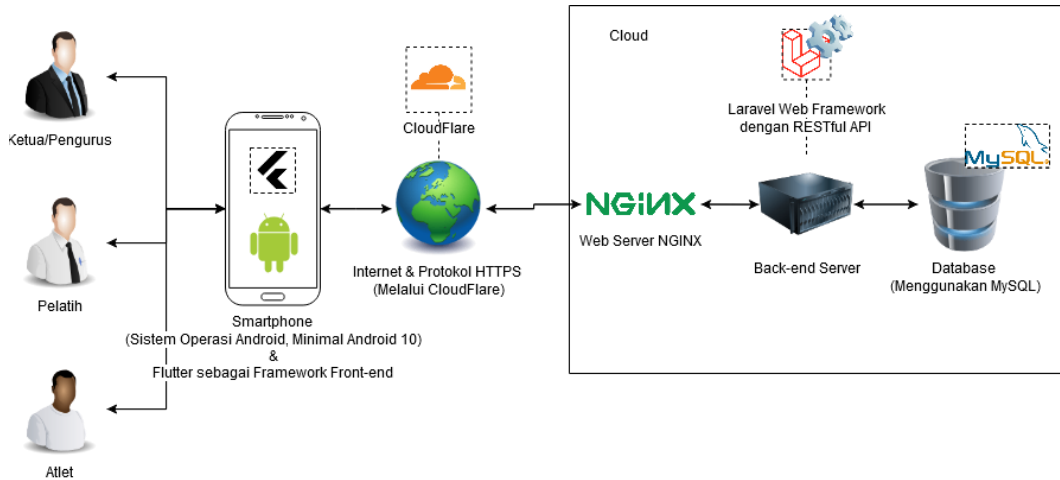 Ketua/Pengurus
Pelatih
Atlet
Smartphone
(Sistem Operasi Android, Minimal Android 10)
&
Flutter sebagai Framework Front-end
CloudFlare
Internet & Protokol HTTPS
(Melalui CloudFlare)
Cloud
NGINX
Web Server NGINX
Laravel Web Framework
dengan RESTful API
Back-end Server
MySQL
Database
(Menggunakan MySQL)